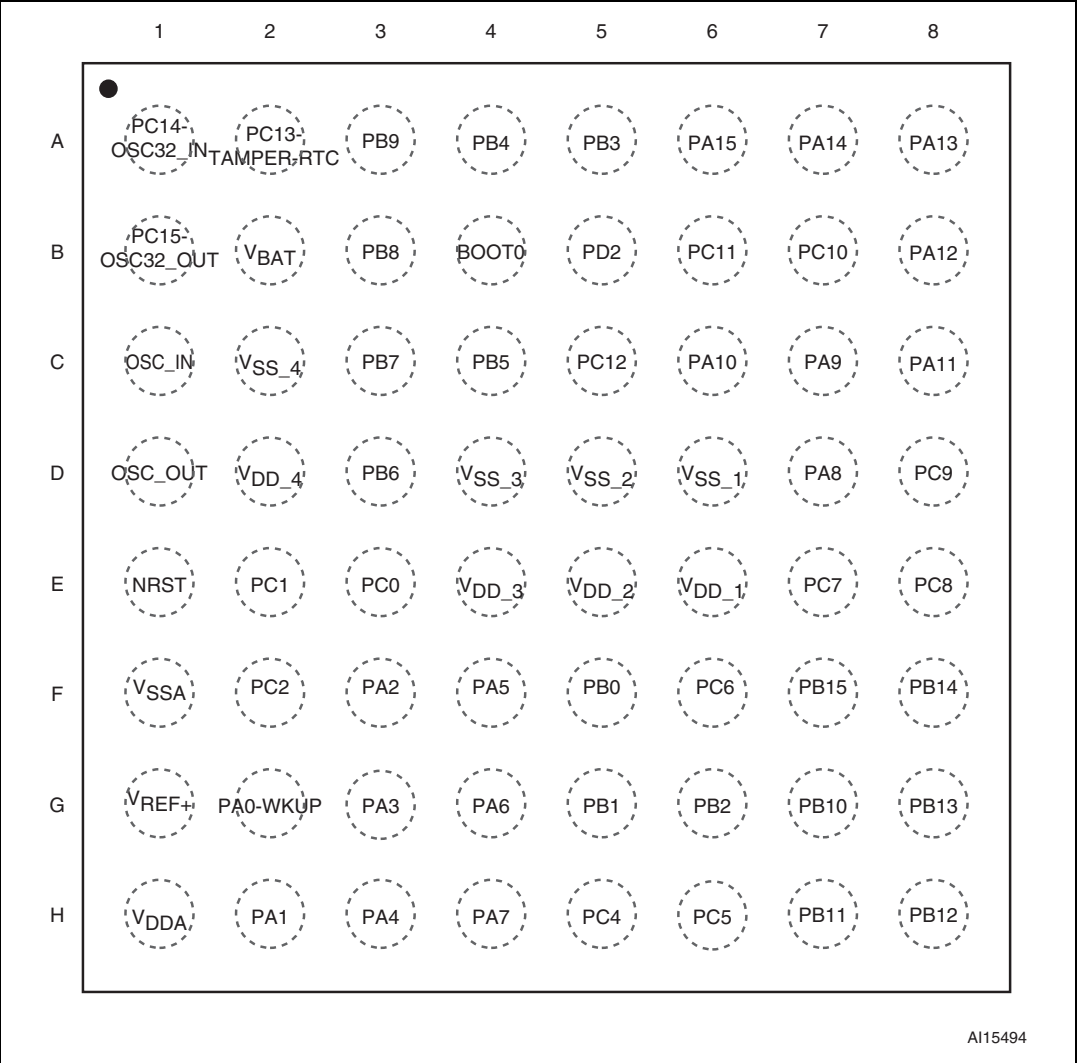 1 2 3 4 5 6 7 8
A PC14-OSC32_IN PC13-TAMPER-RTC PB9 PB4 PB3 PA15 PA14 PA13
B PC15-OSC32_OUT VBAT PB8 BOOT0 PD2 PC11 PC10 PA12
C OSC_IN VSS_4 PB7 PB5 PC12 PA10 PA9 PA11
D OSC_OUT VDD_4 PB6 VSS_3 VSS_2 VSS_1 PA8 PC9
E NRST PC1 PC0 VDD_3 VDD_2 VDD_1 PC7 PC8
F VSSA PC2 PA2 PA5 PB0 PC6 PB15 PB14
G VREF+ PA0-WKUP PA3 PA6 PB1 PB2 PB10 PB13
H VDDA PA1 PA4 PA7 PC4 PC5 PB11 PB12
AI15494